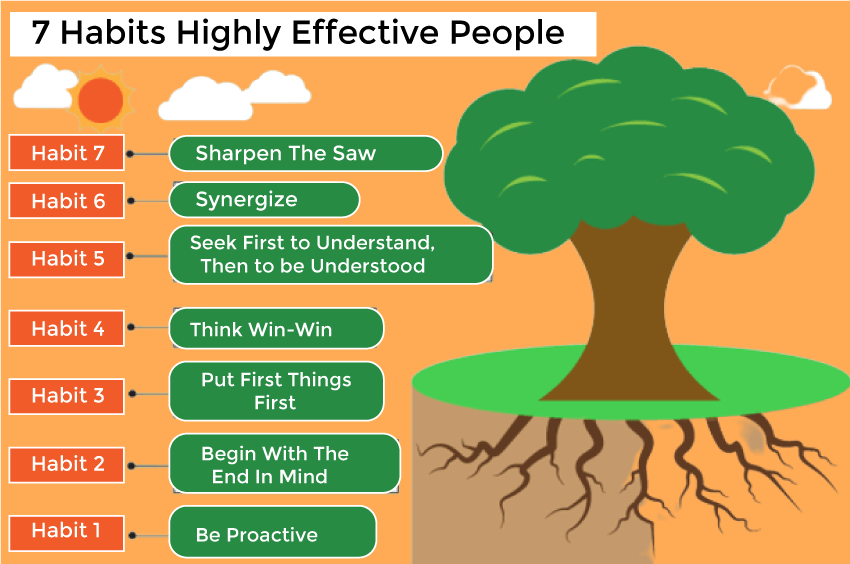 7 Habits Highly Effective People
Habit 7
Sharpen The Saw
Habit 6
Synergize
Habit 5
Seek First to Understand,
Then to be Understood
Habit 4
Think Win-Win
Habit 3
Put First Things
First
Habit 2
Begin With The
End In Mind
Habit 1
Be Proactive